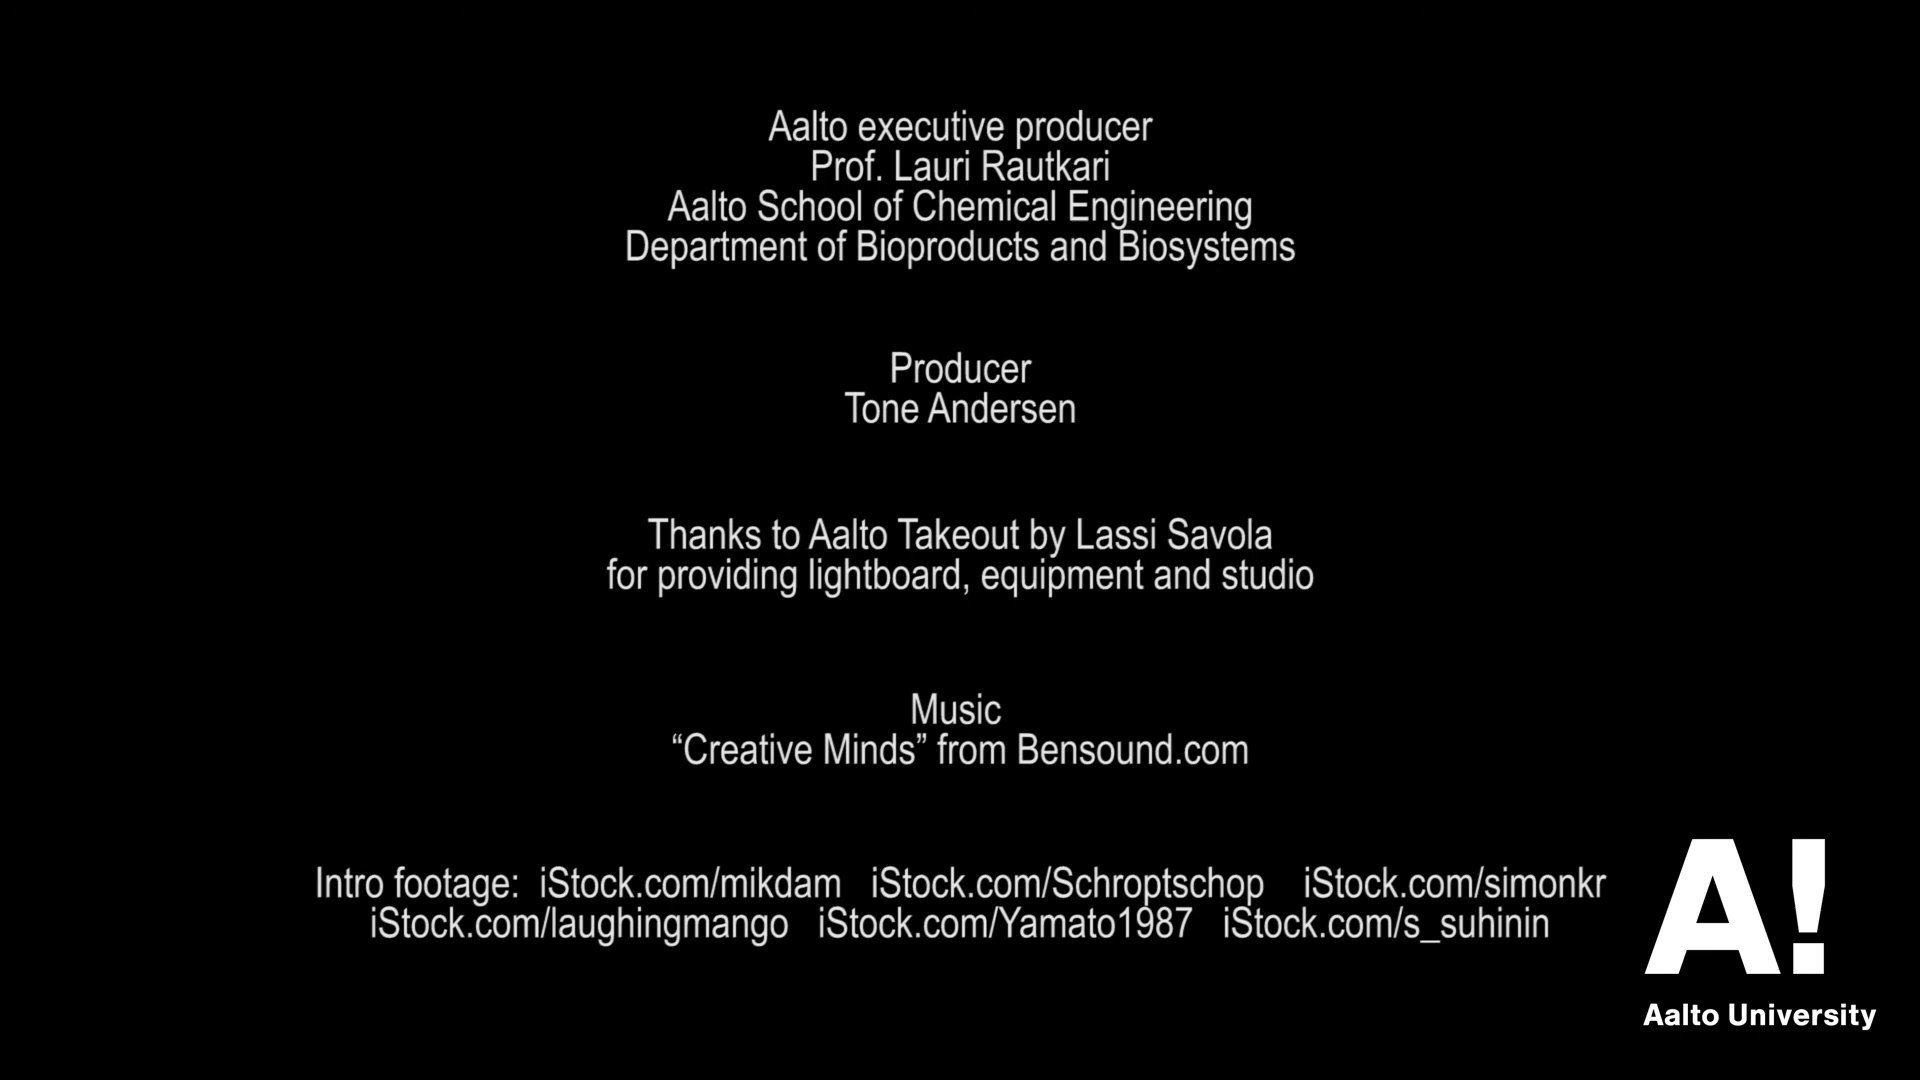 Aalto executive producer
Prof. Lauri Rautkari
Aalto School of Chemical Engineering
Department of Bioproducts and Biosystems
Producer
Tone Andersen
Thanks to Aalto Takeout by Lassi Savola
for providing lightboard, equipment and studio
Music
“Creative Minds” from Bensound.com
Intro footage: iStock.com/mikdam iStock.com/Schroptschop iStock.com/simonkr
iStock.com/laughingmango iStock.com/Yamato1987 iStock.com/s_suhinin
A!
Aalto University